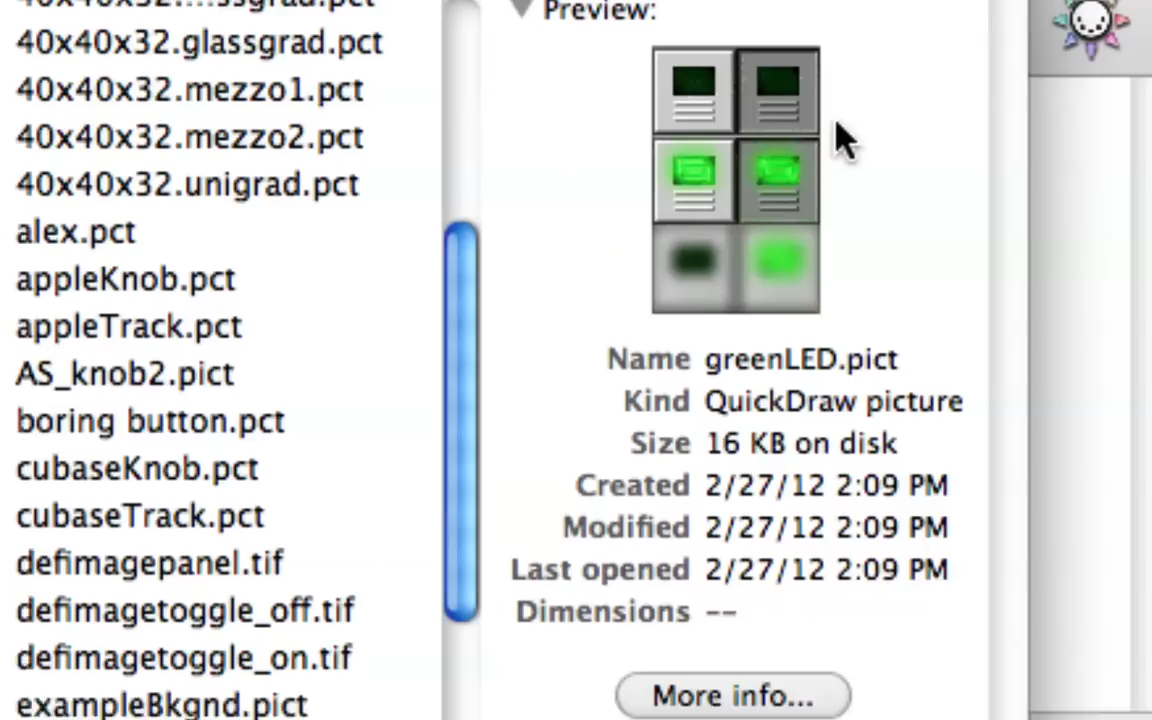 40x40x32....ssgrad.pct
40x40x32.glassgrad.pct
40x40x32.mezzo1.pct
40x40x32.mezzo2.pct
40x40x32.unigrad.pct
alex.pct
appleKnob.pct
appleTrack.pct
AS_knob2.pict
boring button.pct
cubaseKnob.pct
cubaseTrack.pct
defimagepanel.tif
defimagetoggle_off.tif
defimagetoggle_on.tif
exampleBkgnd.pict
Preview:
Name greenLED.pict
Kind QuickDraw picture
Size 16 KB on disk
Created 2/27/12 2:09 PM
Modified 2/27/12 2:09 PM
Last opened 2/27/12 2:09 PM
Dimensions --
More info...